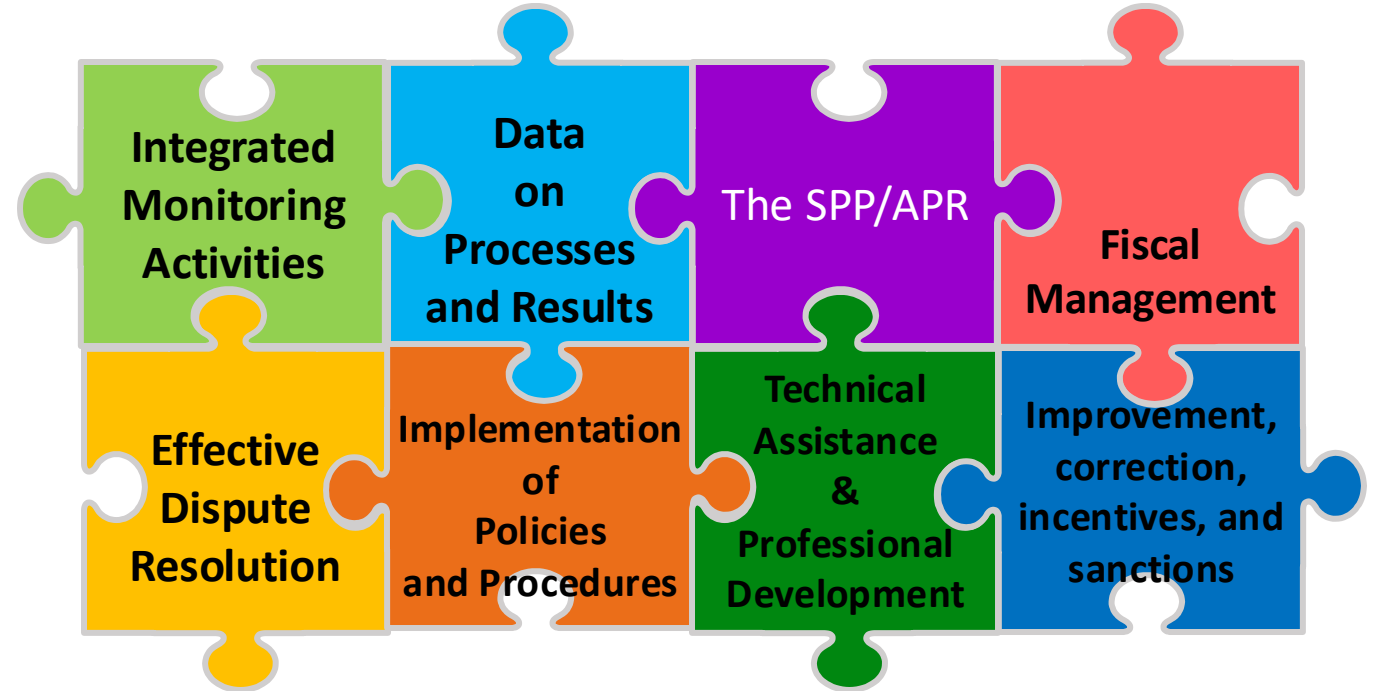 Integrated
Monitoring
Activities
Data
on
Processes
and Results
The SPP/APR
Fiscal
Management
Effective
Dispute
Resolution
Implementation
of
Policies
and Procedures
Technical
Assistance
&
Professional
Development
Improvement,
correction,
incentives, and
sanctions